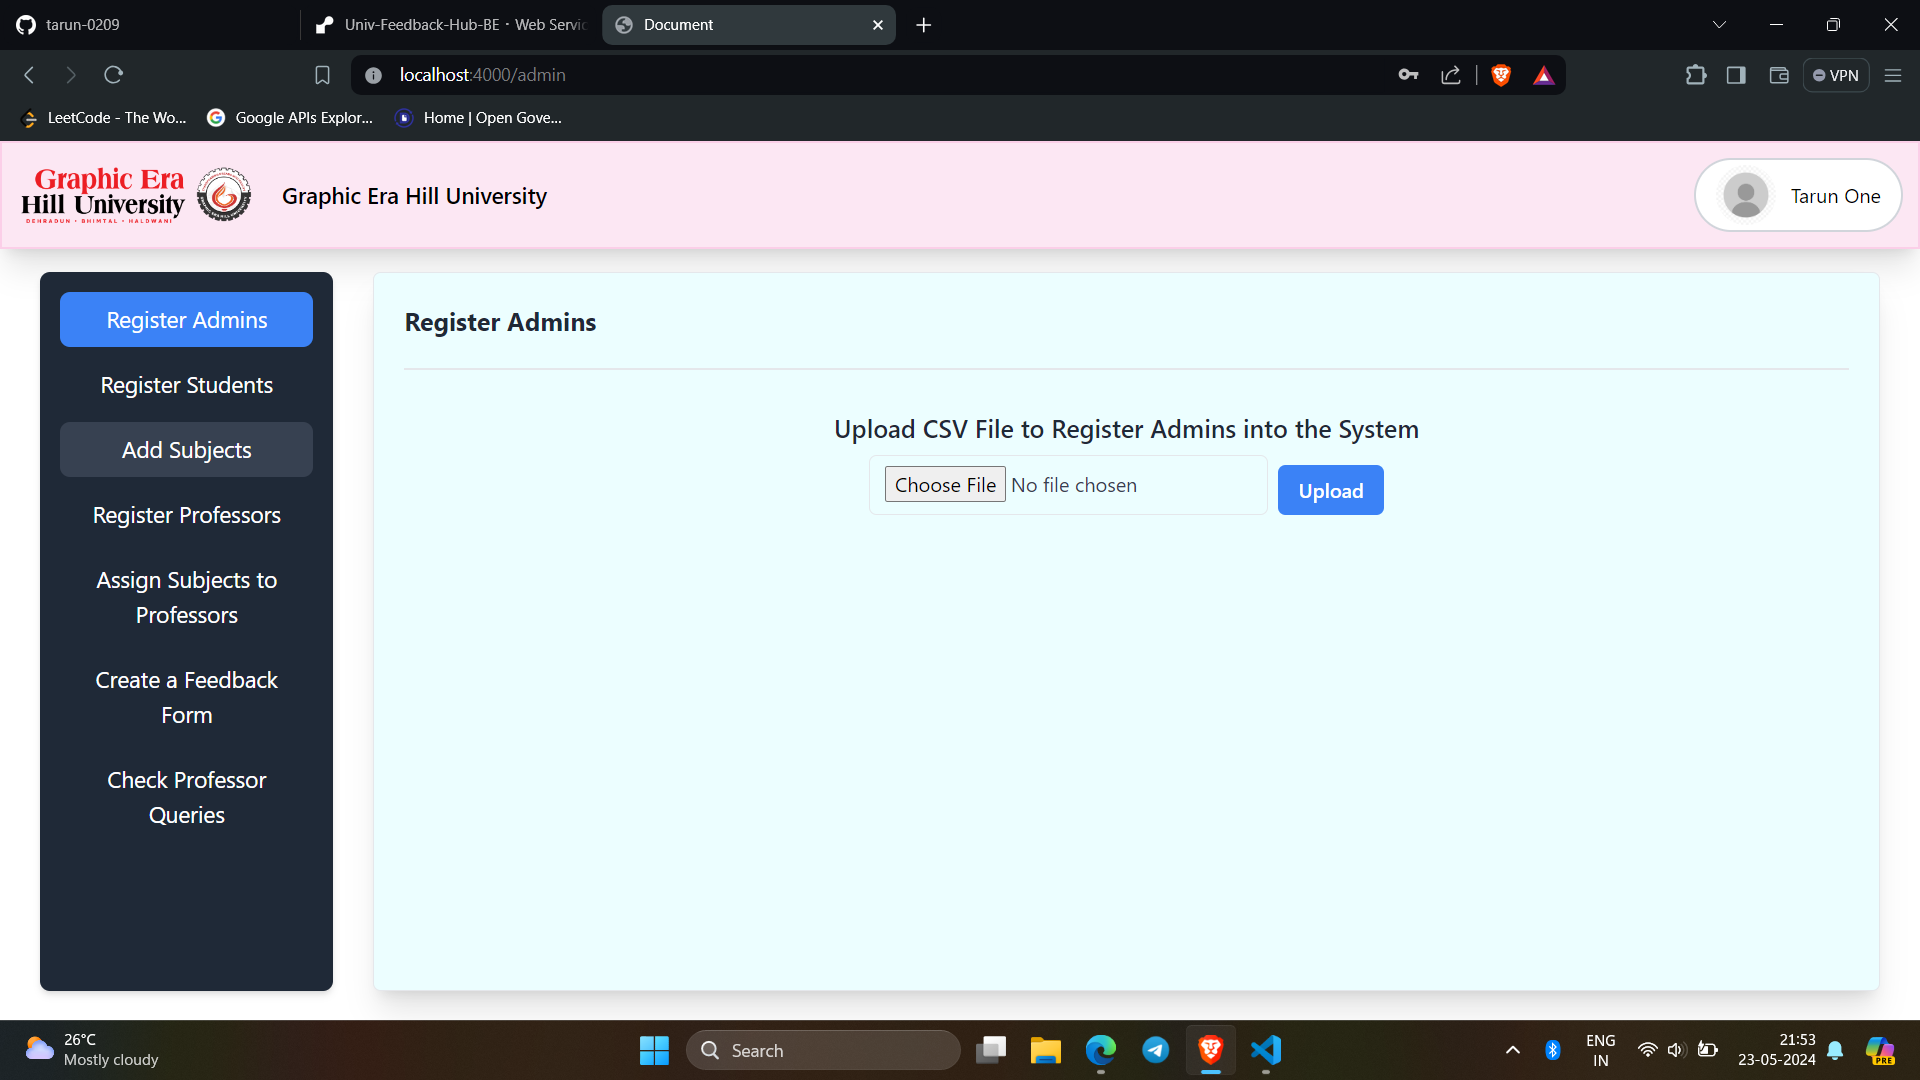 tarun-0209
Univ-Feedback-Hub-BE · Web Servic
Document
localhost:4000/admin
VPN
LeetCode - The Wo...
Google APIs Explor...
Home | Open Gove...
Graphic Era
Hill University
DEHRADUN • BHIMTAL • HALDWANI
Graphic Era Hill University
Tarun One
Register Admins
Register Students
Add Subjects
Register Professors
Assign Subjects to
Professors
Create a Feedback
Form
Check Professor
Queries
Register Admins
Upload CSV File to Register Admins into the System
Choose File No file chosen
Upload
26°C
Mostly cloudy
Search
ENG
IN
21:53
23-05-2024
PRE